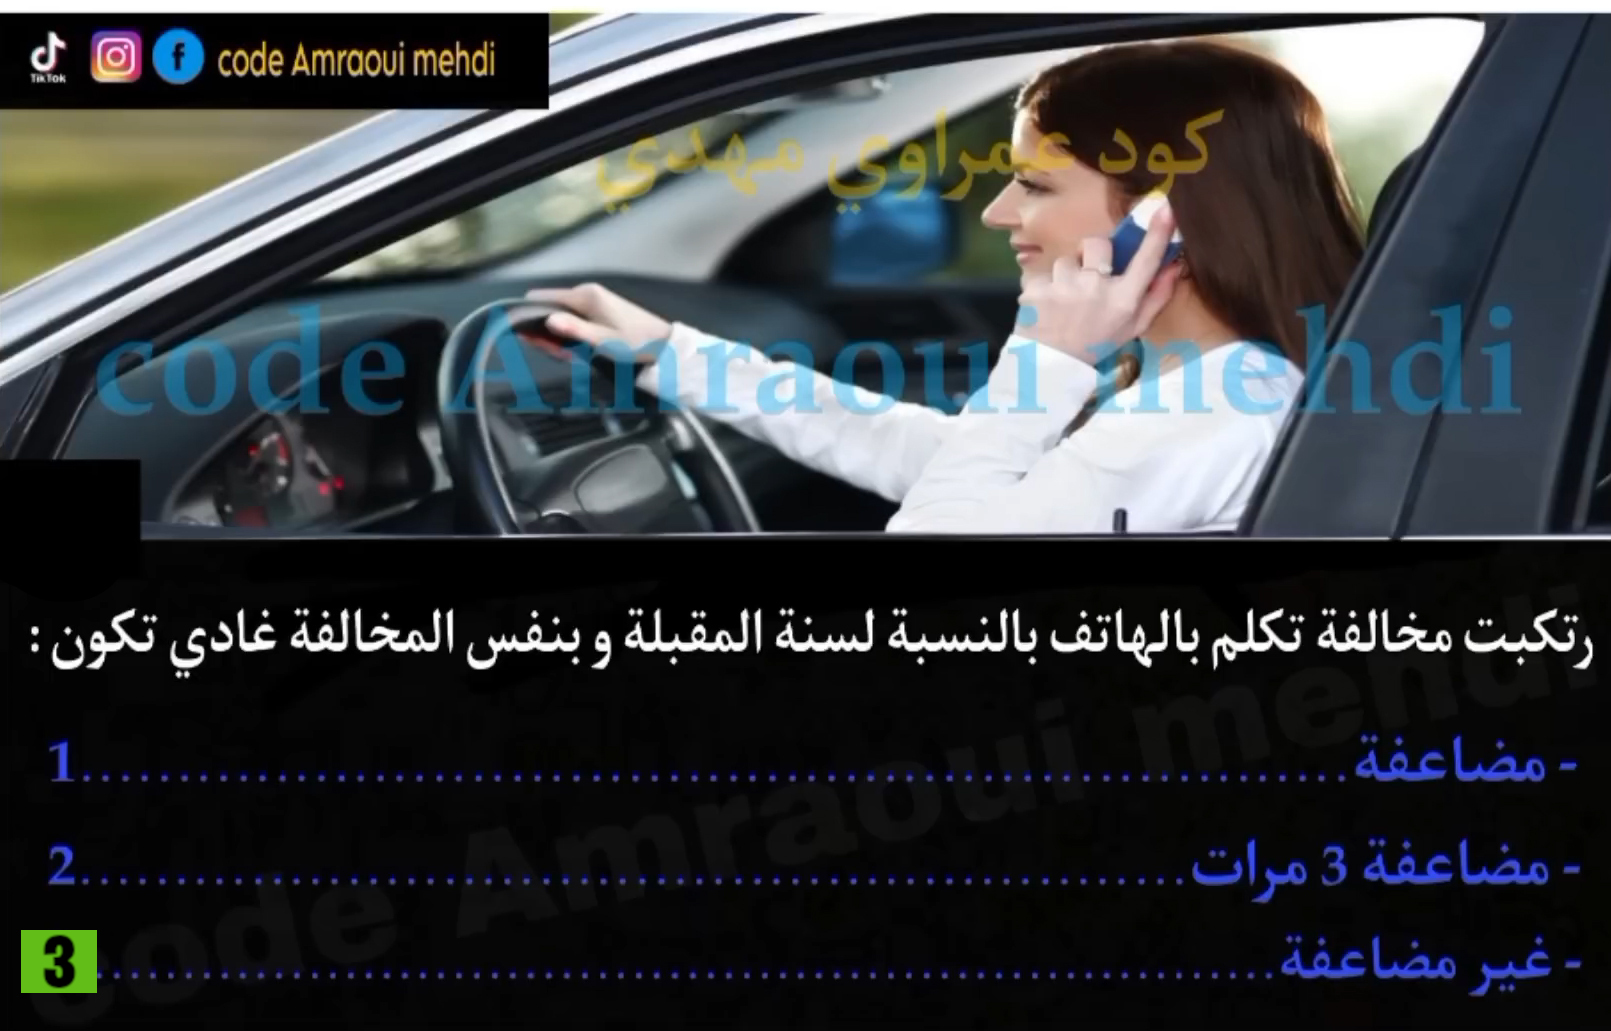 TikTok f code Amraoui mehdi
كود عمراوي مهدي
code Amraoui mehdi
رتكبت مخالفة تكلم بالهاتف بالنسبة لسنة المقبلة و بنفس المخالفة غادي تكون :
- مضاعفة......................................................1
- مضاعفة 3 مرات......................................................2
- غير مضاعفة......................................................3
code Amraoui mehdi